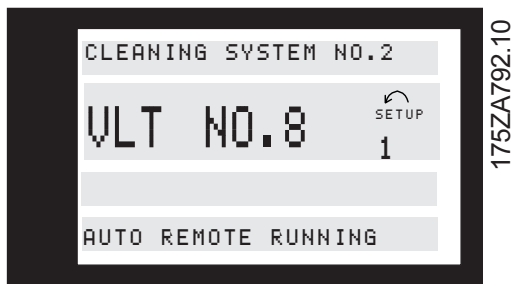 CLEANING SYSTEM NO.2
VLT NO.8
SETUP
1
AUTO REMOTE RUNNING
175ZA792.10